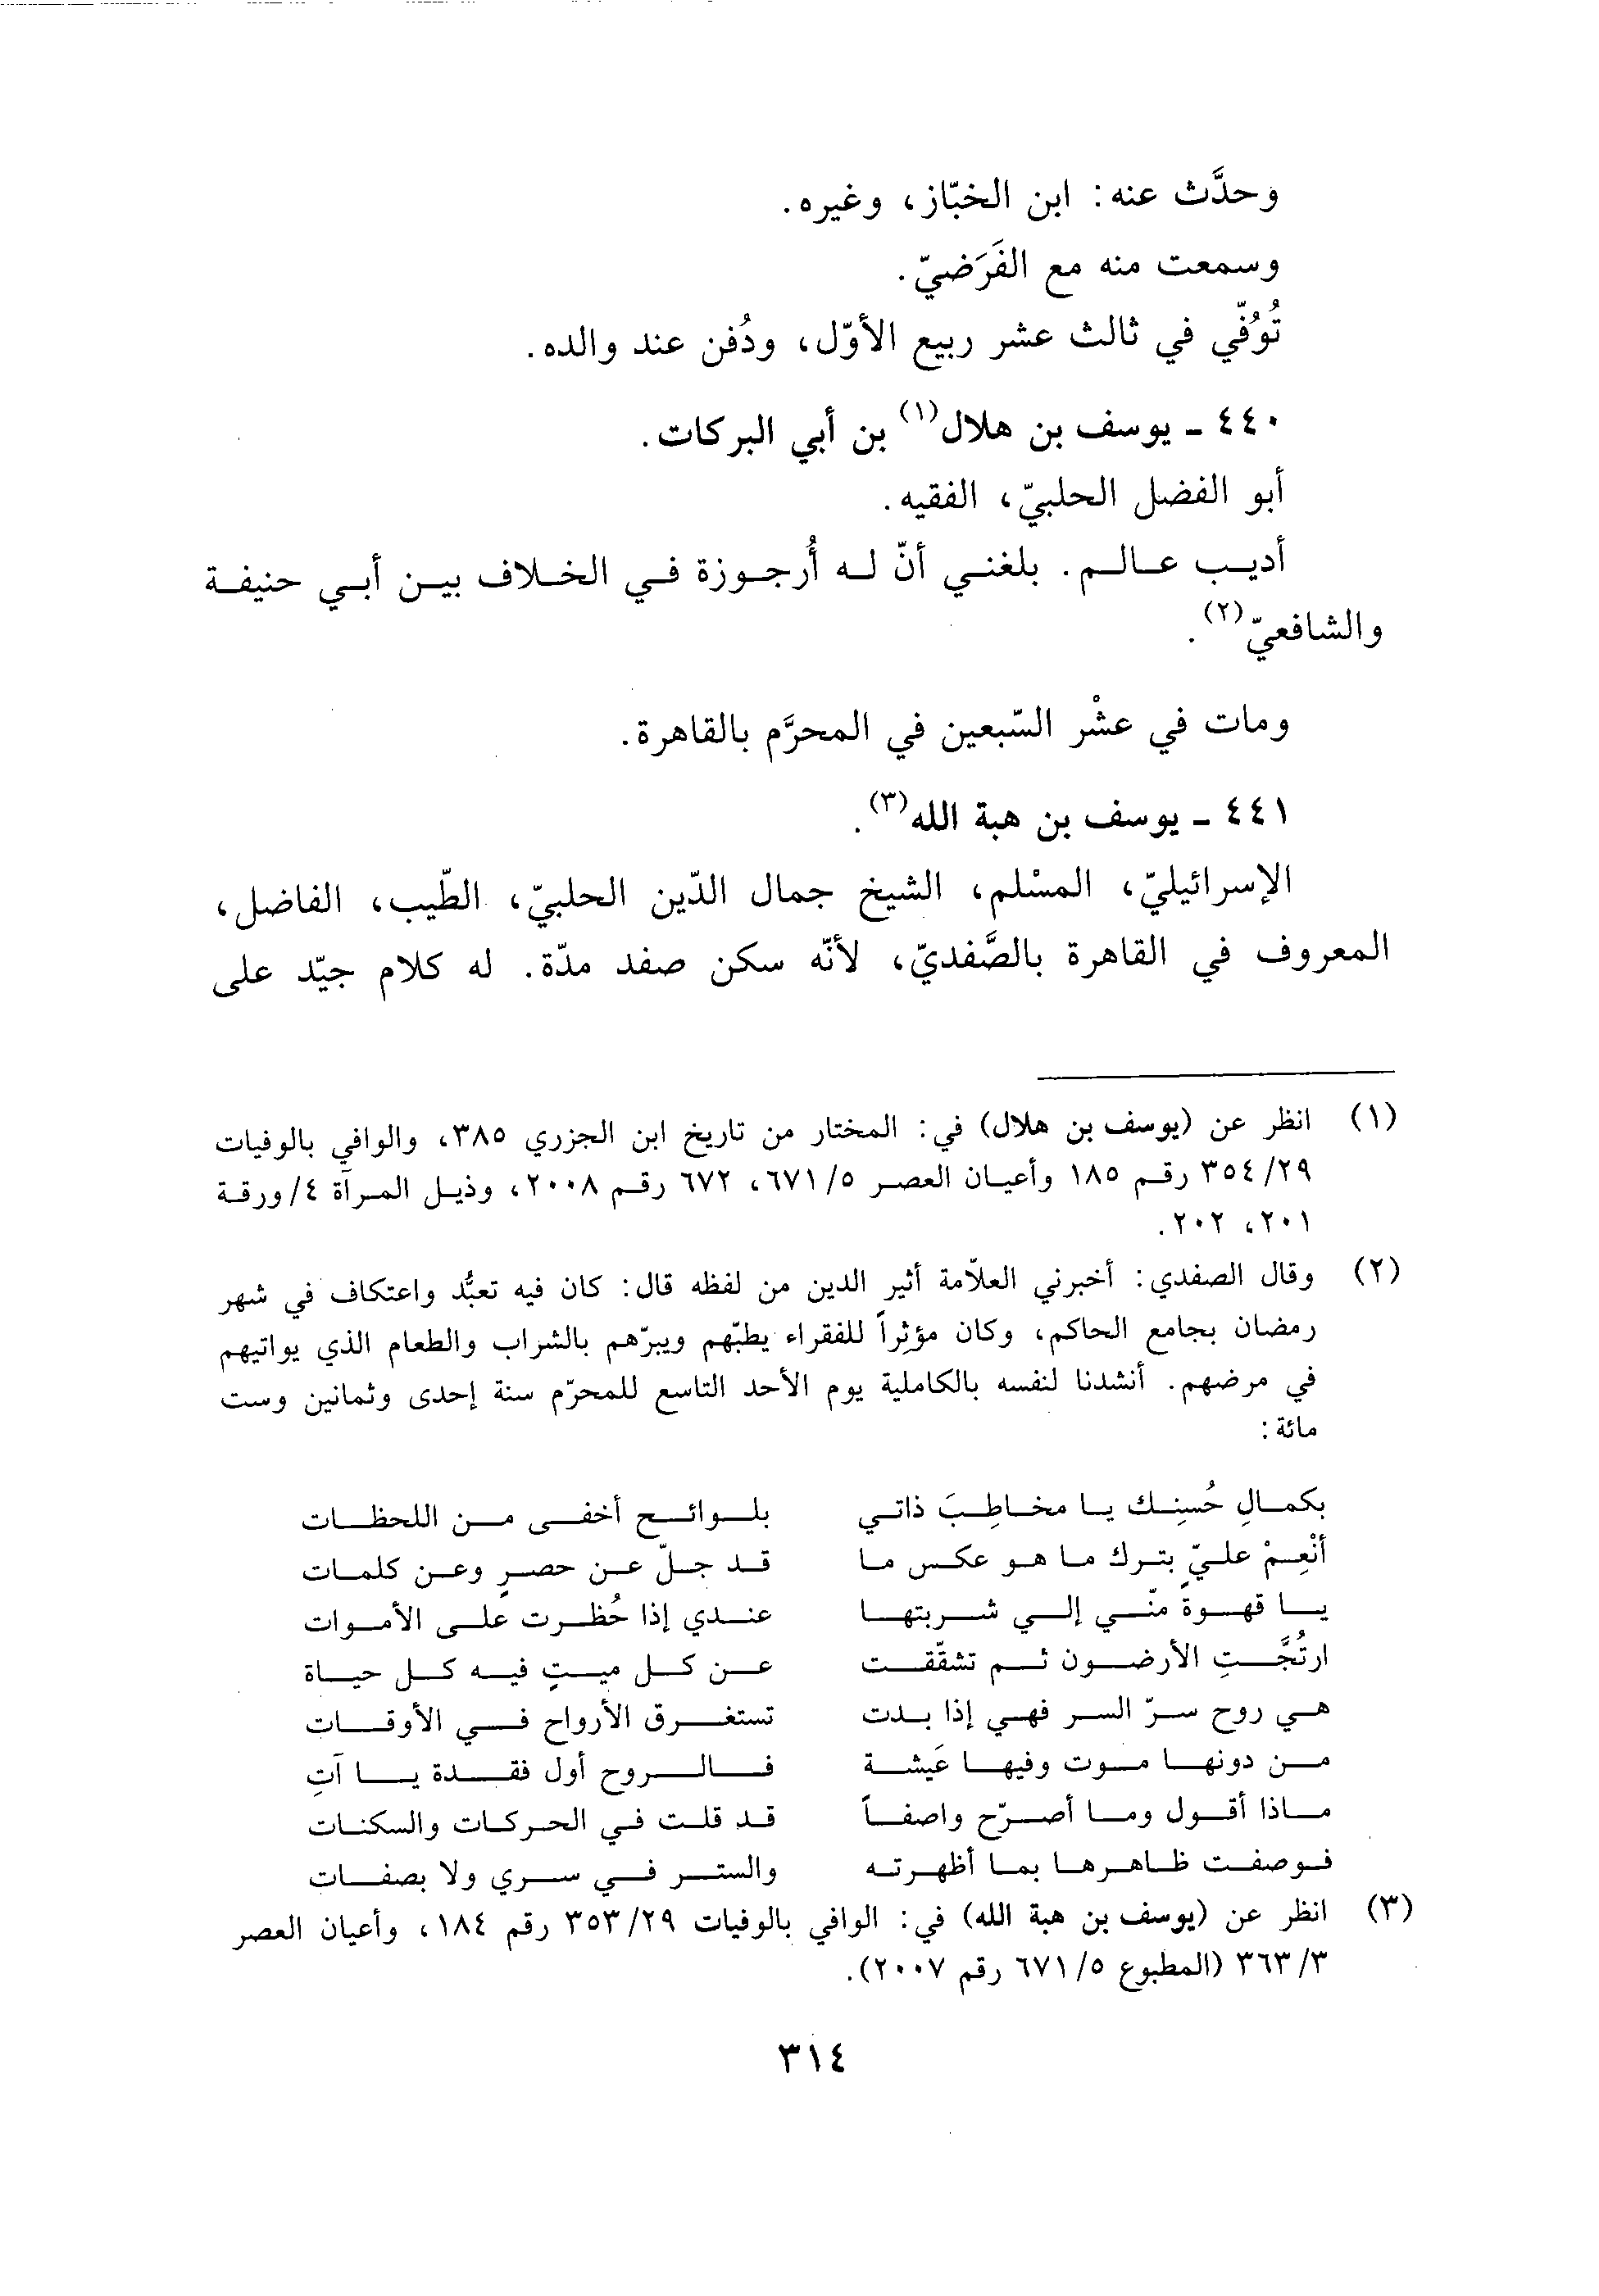 وحدَّث عنه: ابن الخبّاز، وغيره.
وسمعت منه مع الفَرَضيّ.
تُوُفّي في ثالث عشر ربيع الأوّل، ودُفن عند والده.
٤٤٠ ـ يوسف بن هلال(١) بن أبي البركات.
أبو الفضل الحلبيّ، الفقيه.
أديب عالم. بلغني أنّ له أُرجوزة في الخلاف بين أبي حنيفة
والشافعيّ(٢).
ومات في عشْر السّبعين في المحرَّم بالقاهرة.
٤٤١ ـ يوسف بن هبة الله(٣).
الإسرائيليّ، المسْلم، الشيخ جمال الدّين الحلبيّ، الطّيب، الفاضل،
المعروف في القاهرة بالصَّفديّ، لأنّه سكن صفد مدّة. له كلام جيّد على
(١) انظر عن (يوسف بن هلال) في: المختار من تاريخ ابن الجزري ٣٨٥، والوافي بالوفيات
٢٩/ ٣٥٤ رقم ١٨٥ وأعيان العصر ٥/ ٦٧١، ٦٧٢ رقم ٢٠٠٨، وذيل المرآة ٤/ ورقة
٢٠١، ٢٠٢.
(٢) وقال الصفدي: أخبرني العلاّمة أثير الدين من لفظه قال: كان فيه تعبُّد واعتكاف في شهر
رمضان بجامع الحاكم، وكان مؤثِراً للفقراء يطبّهم ويبرّهم بالشراب والطعام الذي يواتيهم
في مرضهم. أنشدنا لنفسه بالكاملية يوم الأحد التاسع للمحرّم سنة إحدى وثمانين وست
مائة:
بكمالِ حُسنِك يا مخاطِبَ ذاتي بلوائح أخفى من اللحظات
أنْعِمْ عليّ بتركِ ما هو عكس ما قد جلّ عن حصرٍ وعن كلمات
يا قهوة منّي إلي شربتها عندي إذا حُظرت على الأموات
ارتُجَّتِ الأرضون ثم تشقّقت عن كل ميتٍ فيه كل حياة
هي روح سرّ السر فهي إذا بدت تستغرق الأرواح في الأوقات
من دونها موت وفيها عَيشة فالروح أول فقدة يا آتِ
ماذا أقول وما أصرّح واصفاً قد قلت في الحركات والسكنات
فوصفت ظاهرها بما أظهرته والستر في سري ولا بصفات
(٣) انظر عن (يوسف بن هبة الله) في: الوافي بالوفيات ٢٩/ ٣٥٣ رقم ١٨٤، وأعيان العصر
٣/ ٣٦٣ (المطبوع ٥/ ٦٧١ رقم ٢٠٠٧).
٣١٤